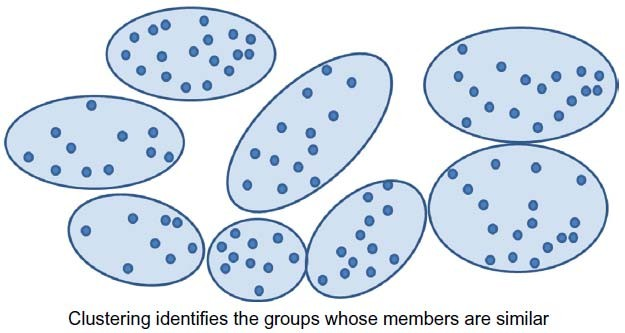 Clustering identifies the groups whose members are similar